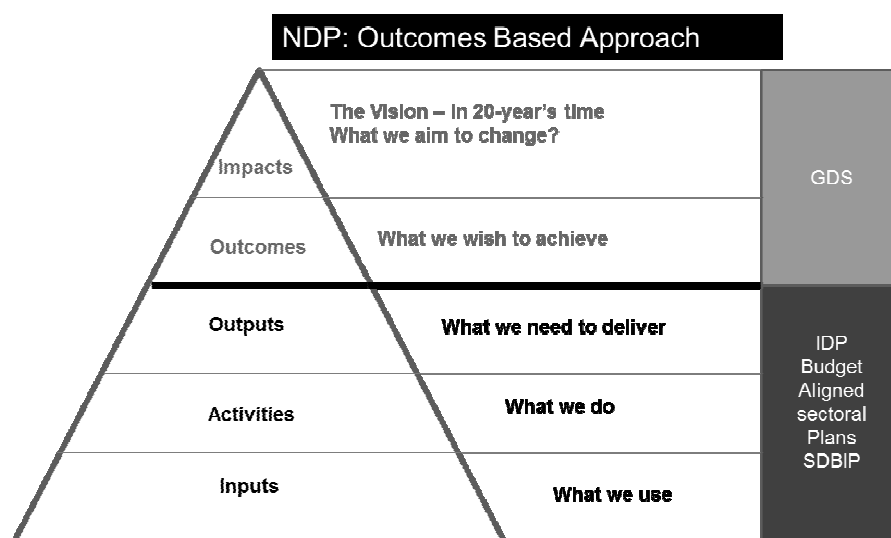 NDP: Outcomes Based Approach
The Vision – in 20-year's time
What we aim to change?
Impacts
GDS
Outcomes
What we wish to achieve
Outputs
What we need to deliver
IDP
Budget
Aligned
sectoral
Plans
SDBIP
Activities
What we do
Inputs
What we use